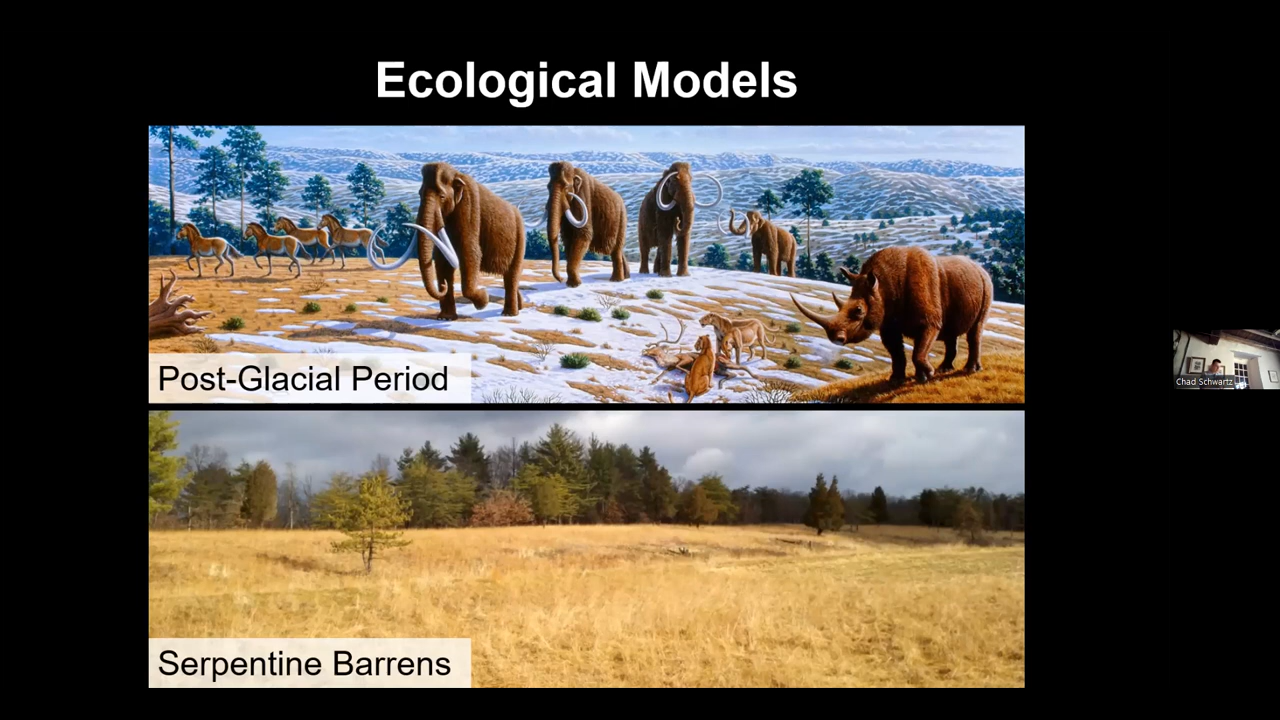 Ecological Models
Post-Glacial Period
Chad Schwartz
Serpentine Barrens